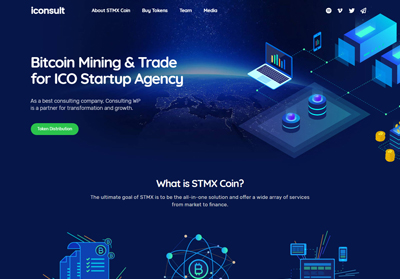 iconsult
About STMX Coin Buy Tokens Team Media
Bitcoin Mining & Trade
for ICO Startup Agency
As a best consulting company. Consulting WP
is a partner for transformation and growth.
Token Distribution
What is STMX Coin?
The ultimate goal of STMX is to be the all-in-one solution and offer a wide array of services
from market to finance.